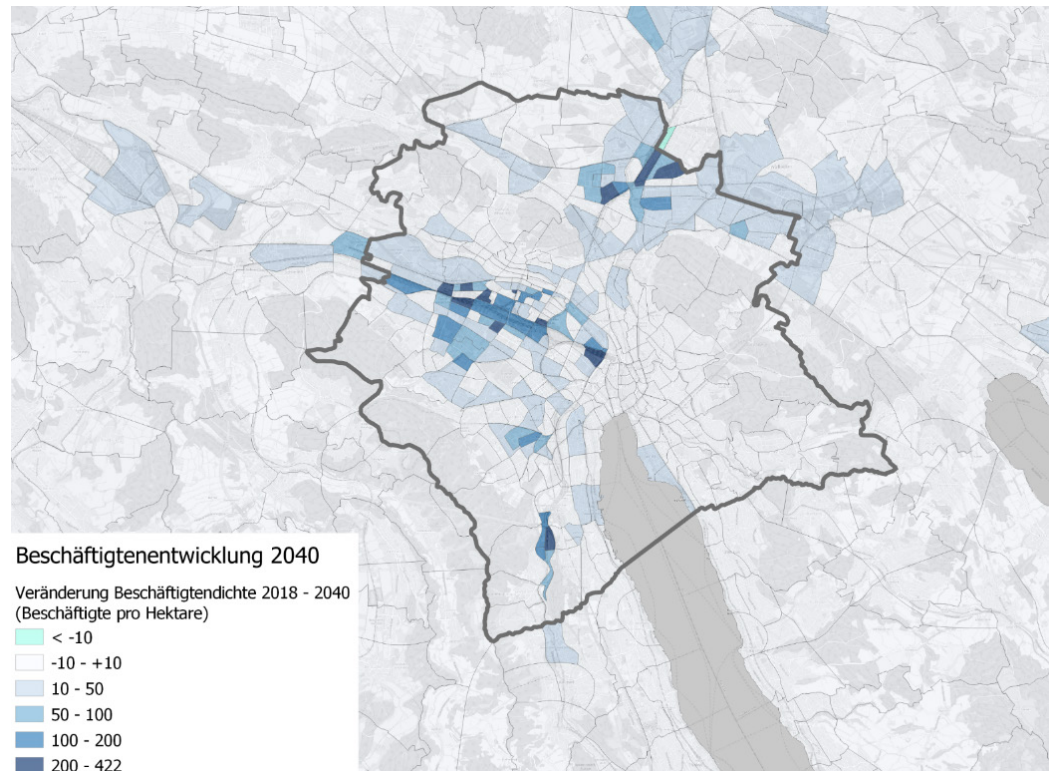 Beschäftigtenentwicklung 2040
Veränderung Beschäftigtendichte 2018 - 2040
(Beschäftigte pro Hektare)
< -10
-10 - +10
10 - 50
50 - 100
100 - 200
200 - 422